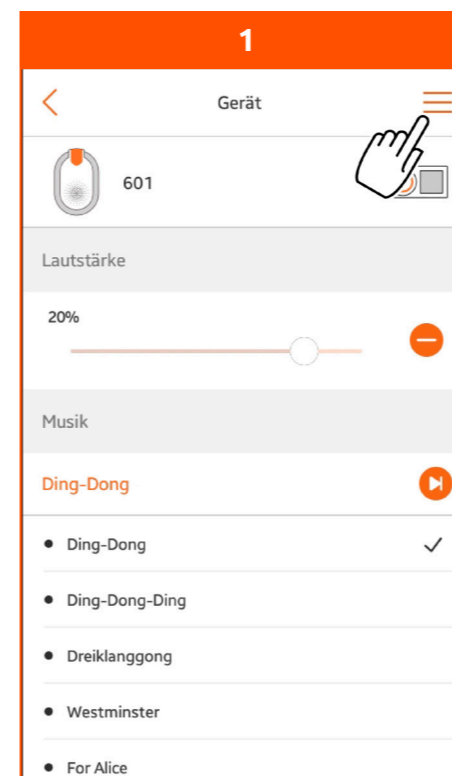 1
Gerät
601
Lautstärke
20%
Musik
Ding-Dong
Ding-Dong
Ding-Dong-Ding
Dreiklanggong
Westminster
For Alice